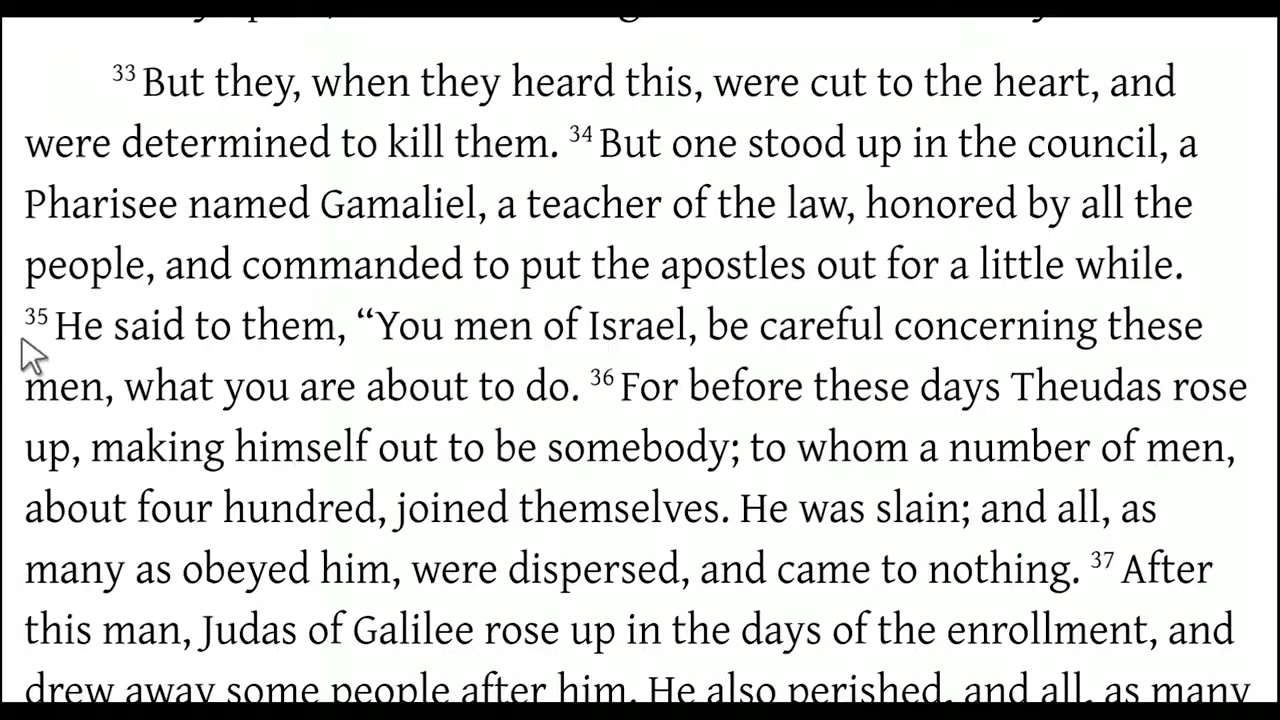 33 But they, when they heard this, were cut to the heart, and
were determined to kill them. 34 But one stood up in the council, a
Pharisee named Gamaliel, a teacher of the law, honored by all the
people, and commanded to put the apostles out for a little while.
35 He said to them, “You men of Israel, be careful concerning these
men, what you are about to do. 36 For before these days Theudas rose
up, making himself out to be somebody; to whom a number of men,
about four hundred, joined themselves. He was slain; and all, as
many as obeyed him, were dispersed, and came to nothing. 37 After
this man, Judas of Galilee rose up in the days of the enrollment, and
drew away some people after him. He also perished, and all, as many